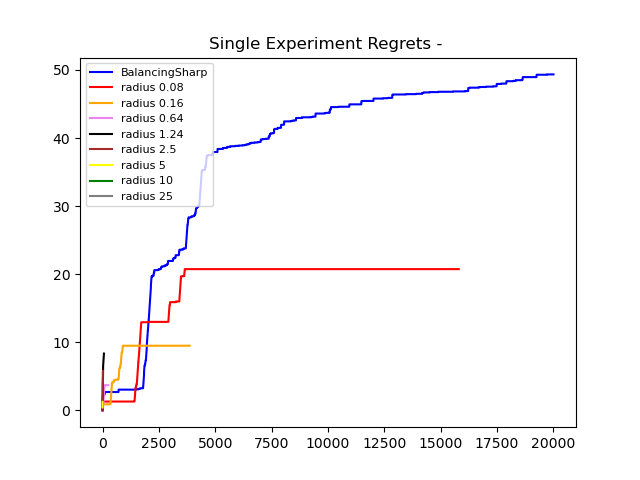 Single Experiment Regrets -
50
40
30
20
10
0
BalancingSharp
radius 0.08
radius 0.16
radius 0.64
radius 1.24
radius 2.5
radius 5
radius 10
radius 25
0 2500 5000 7500 10000 12500 15000 17500 20000